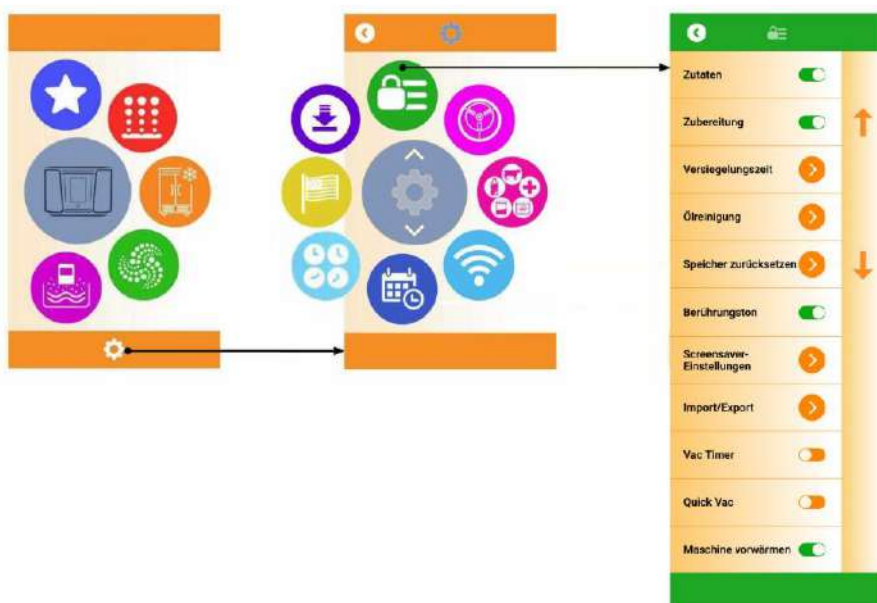 Zutaten
Zubereitung
Versiegelungszeit
Ölreinigung
Speicher zurücksetzen
Berührungston
Screensaver-
Einstellungen
Import/Export
Vac Timer
Quick Vac
Maschine vorwärmen